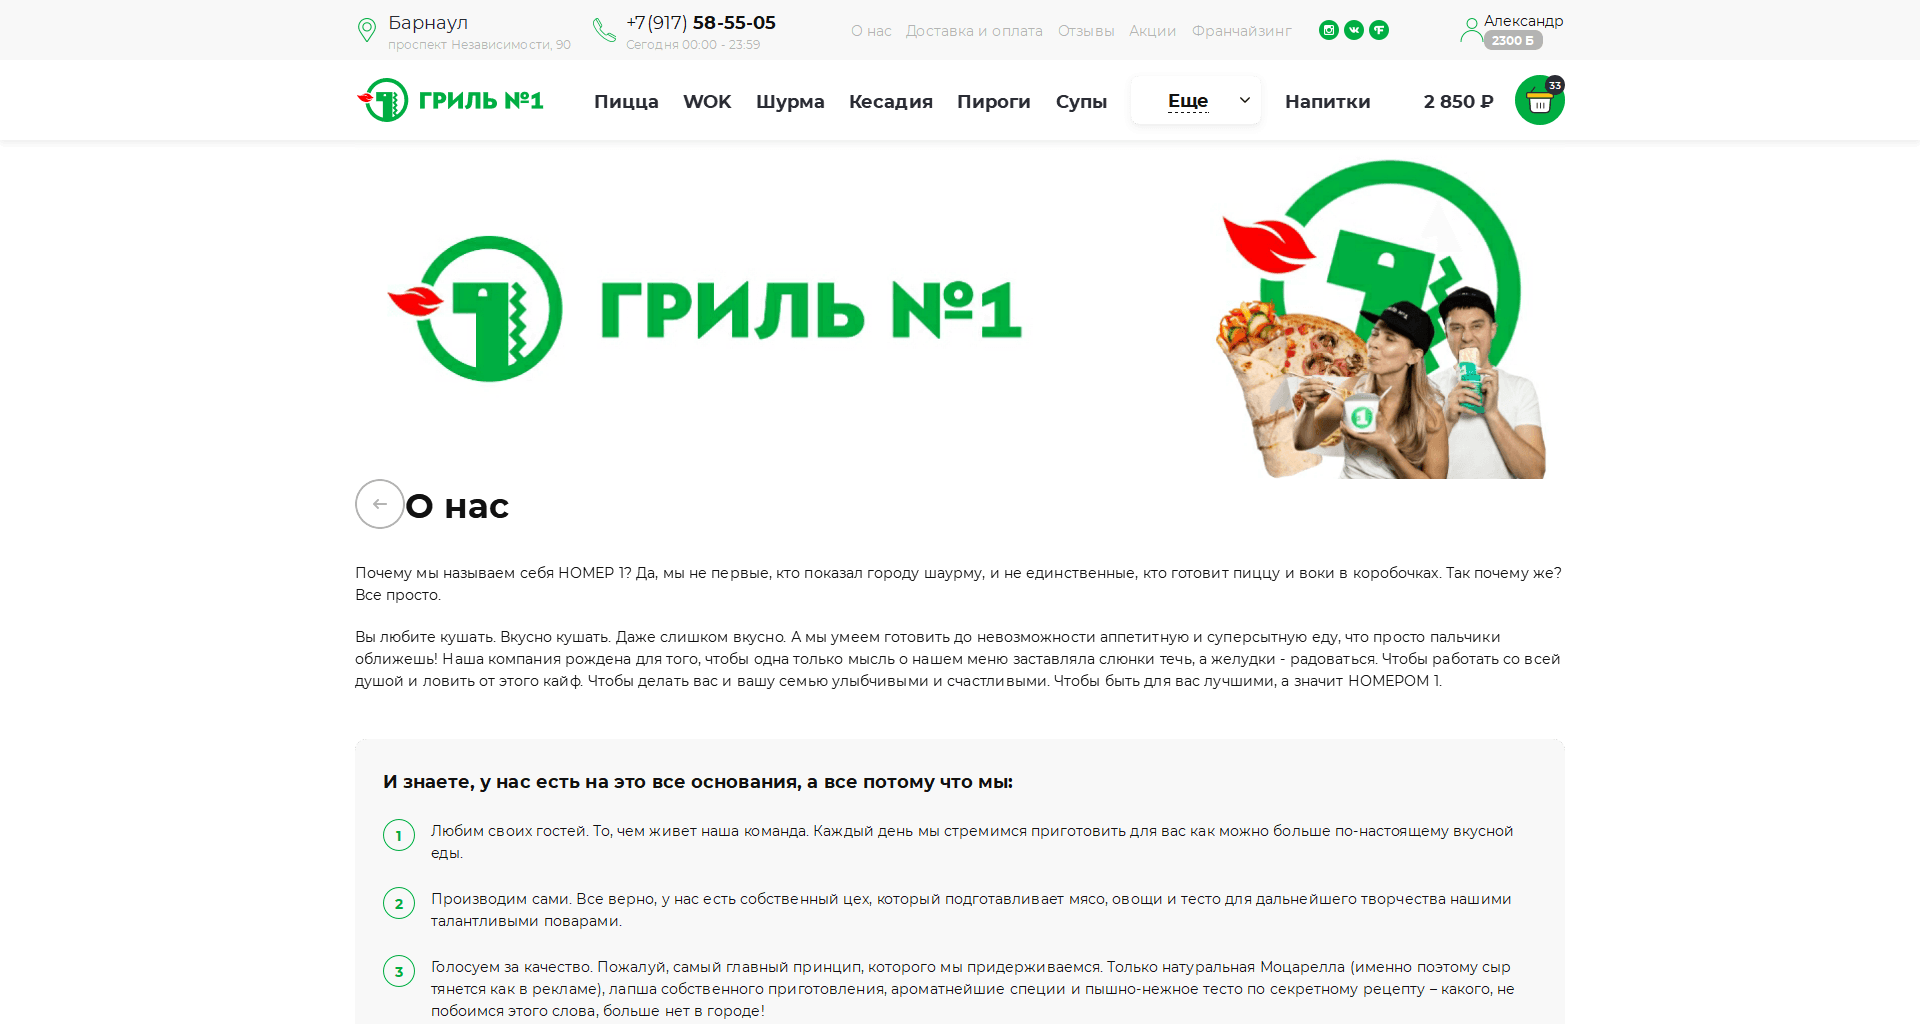 Барнаул
проспект Независимости, 90
+7(917) 58-55-05
Сегодня 00:00 - 23:59
О нас Доставка и оплата Отзывы Акции Франчайзинг
Александр
2300 Б
ГРИЛЬ №1
Пицца WOK Шурма Кесадия Пироги Супы Еще Напитки
2 850 ₽
33
ГРИЛЬ №1
О нас
Почему мы называем себя НОМЕР 1? Да, мы не первые, кто показал городу шаурму, и не единственные, кто готовит пиццу и воки в коробочках. Так почему же?
Все просто.
Вы любите кушать. Вкусно кушать. Даже слишком вкусно. А мы умеем готовить до невозможности аппетитную и суперсытную еду, что просто пальчики
оближешь! Наша компания рождена для того, чтобы одна только мысль о нашем меню заставляла слюнки течь, а желудки - радоваться. Чтобы работать со всей
душой и ловить от этого кайф. Чтобы делать вас и вашу семью улыбчивыми и счастливыми. Чтобы быть для вас лучшими, а значит НОМЕРОМ 1.
И знаете, у нас есть на это все основания, а все потому что мы:
1 Любим своих гостей. То, чем живет наша команда. Каждый день мы стремимся приготовить для вас как можно больше по-настоящему вкусной
еды.
2 Производим сами. Все верно, у нас есть собственный цех, который подготавливает мясо, овощи и тесто для дальнейшего творчества нашими
талантливыми поварами.
3 Голосуем за качество. Пожалуй, самый главный принцип, которого мы придерживаемся. Только натуральная Моцарелла (именно поэтому сыр
тянется как в рекламе), лапша собственного приготовления, ароматнейшие специи и пышно-нежное тесто по секретному рецепту – какого, не
побоимся этого слова, больше нет в городе!